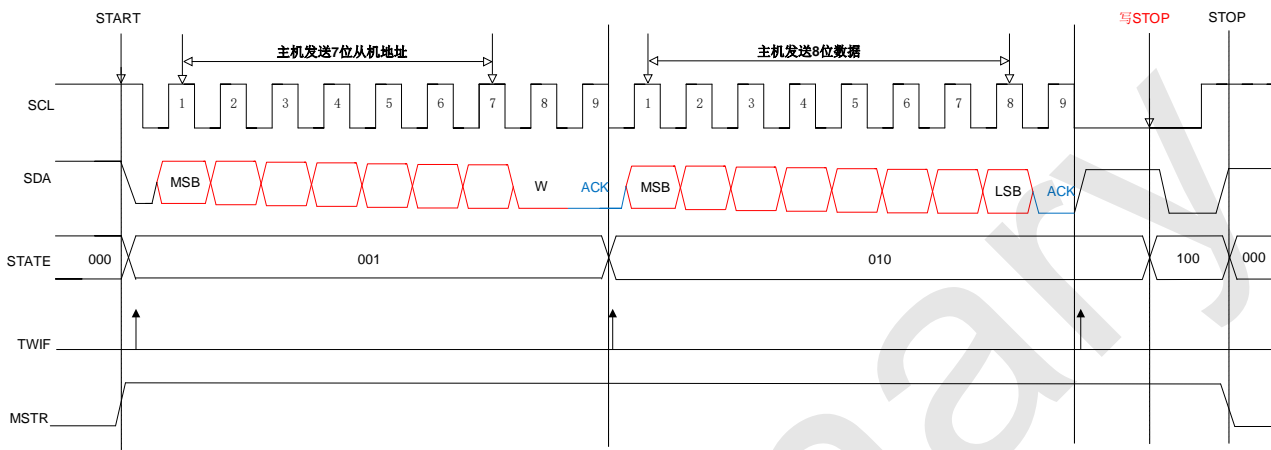 START 写STOP STOP
主机发送7位从机地址 主机发送8位数据
SCL 1 2 3 4 5 6 7 8 9 1 2 3 4 5 6 7 8 9
SDA MSB W ACK MSB LSB ACK
STATE 000 001 010 100 000
TWIF
MSTR